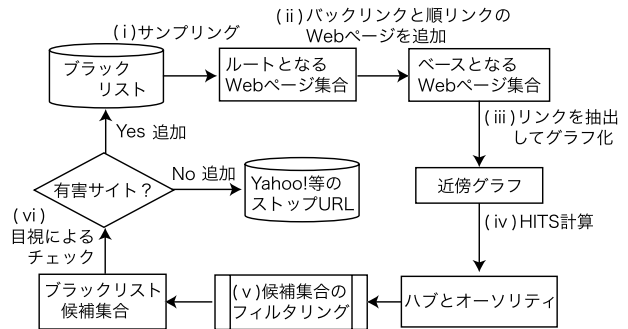 (i)サンプリング
(ii)バックリンクと順リンクの
Webページを追加
ブラック
リスト
ルートとなる
Webページ集合
ベースとなる
Webページ集合
(iii)リンクを抽出
してグラフ化
Yes 追加
有害サイト？
No 追加
Yahoo!等の
ストップURL
近傍グラフ
(vi)
目視による
チェック
(iv)HITS計算
ブラックリスト
候補集合
(v)候補集合の
フィルタリング
ハブとオーソリティ